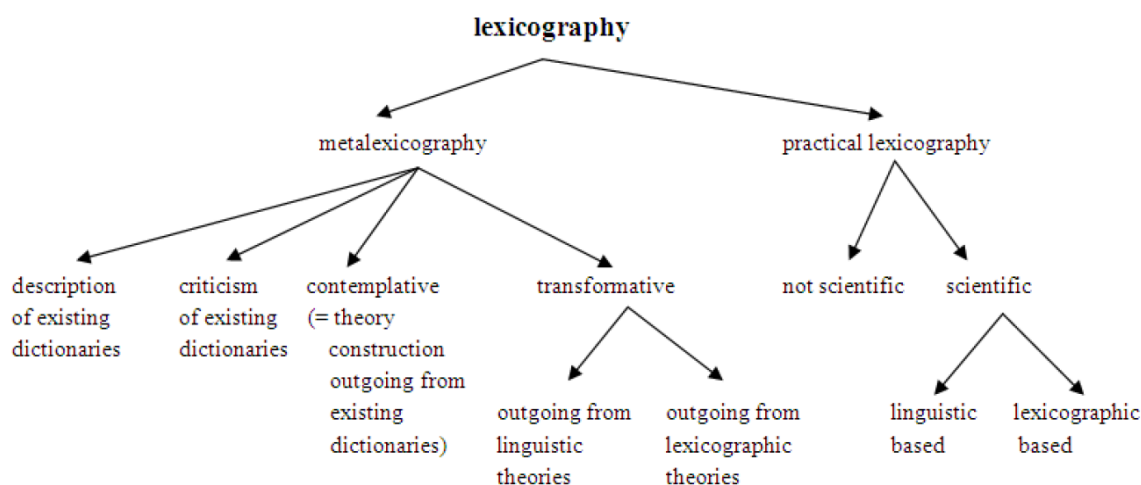 lexicography
metalexicography
practical lexicography
description
of existing
dictionaries
criticism
of existing
dictionaries
contemplative
(= theory
construction
outgoing from
existing
dictionaries)
transformative
outgoing from
linguistic
theories
outgoing from
lexicographic
theories
not scientific
scientific
linguistic
based
lexicographic
based